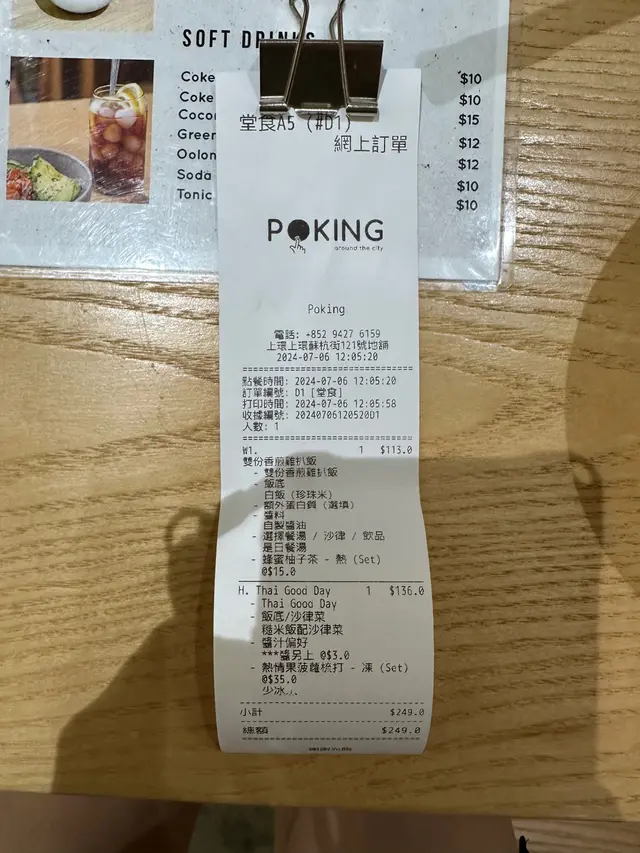 SOFT DRINKS
Coke
Coke
Coco
Green
Oolon
Soda
Tonic
$10
$10
$15
$12
$12
$10
$10
堂食A5 (#D1)
網上訂單
POKING
around the city
Poking
電話: +852 9427 6159
上環上環蘇杭街121號地舖
2024-07-06 12:05:20
點餐時間: 2024-07-06 12:05:20
訂單編號: D1 [堂食]
打印時間: 2024-07-06 12:05:58
收據編號: 20240706120520D1
人數: 1
W1. 1 $113.0
雙份香煎雞扒飯
- 雙份香煎雞扒飯
- 飯底
白飯 (珍珠米)
- 額外蛋白質 (選填)
- 醬料
自製醬油
- 選擇餐湯 / 沙律 / 飲品
是日餐湯
- 蜂蜜柚子茶 - 熱 (Set)
@$15.0
H. Thai Good Day 1 $136.0
- Thai Good Day
- 飯底/沙律菜
糙米飯配沙律菜
- 醬汁偏好
***醬另上 @$3.0
- 熱情果菠蘿梳打 - 凍 (Set)
@$35.0
少冰
小計 $249.0
總額 $249.0